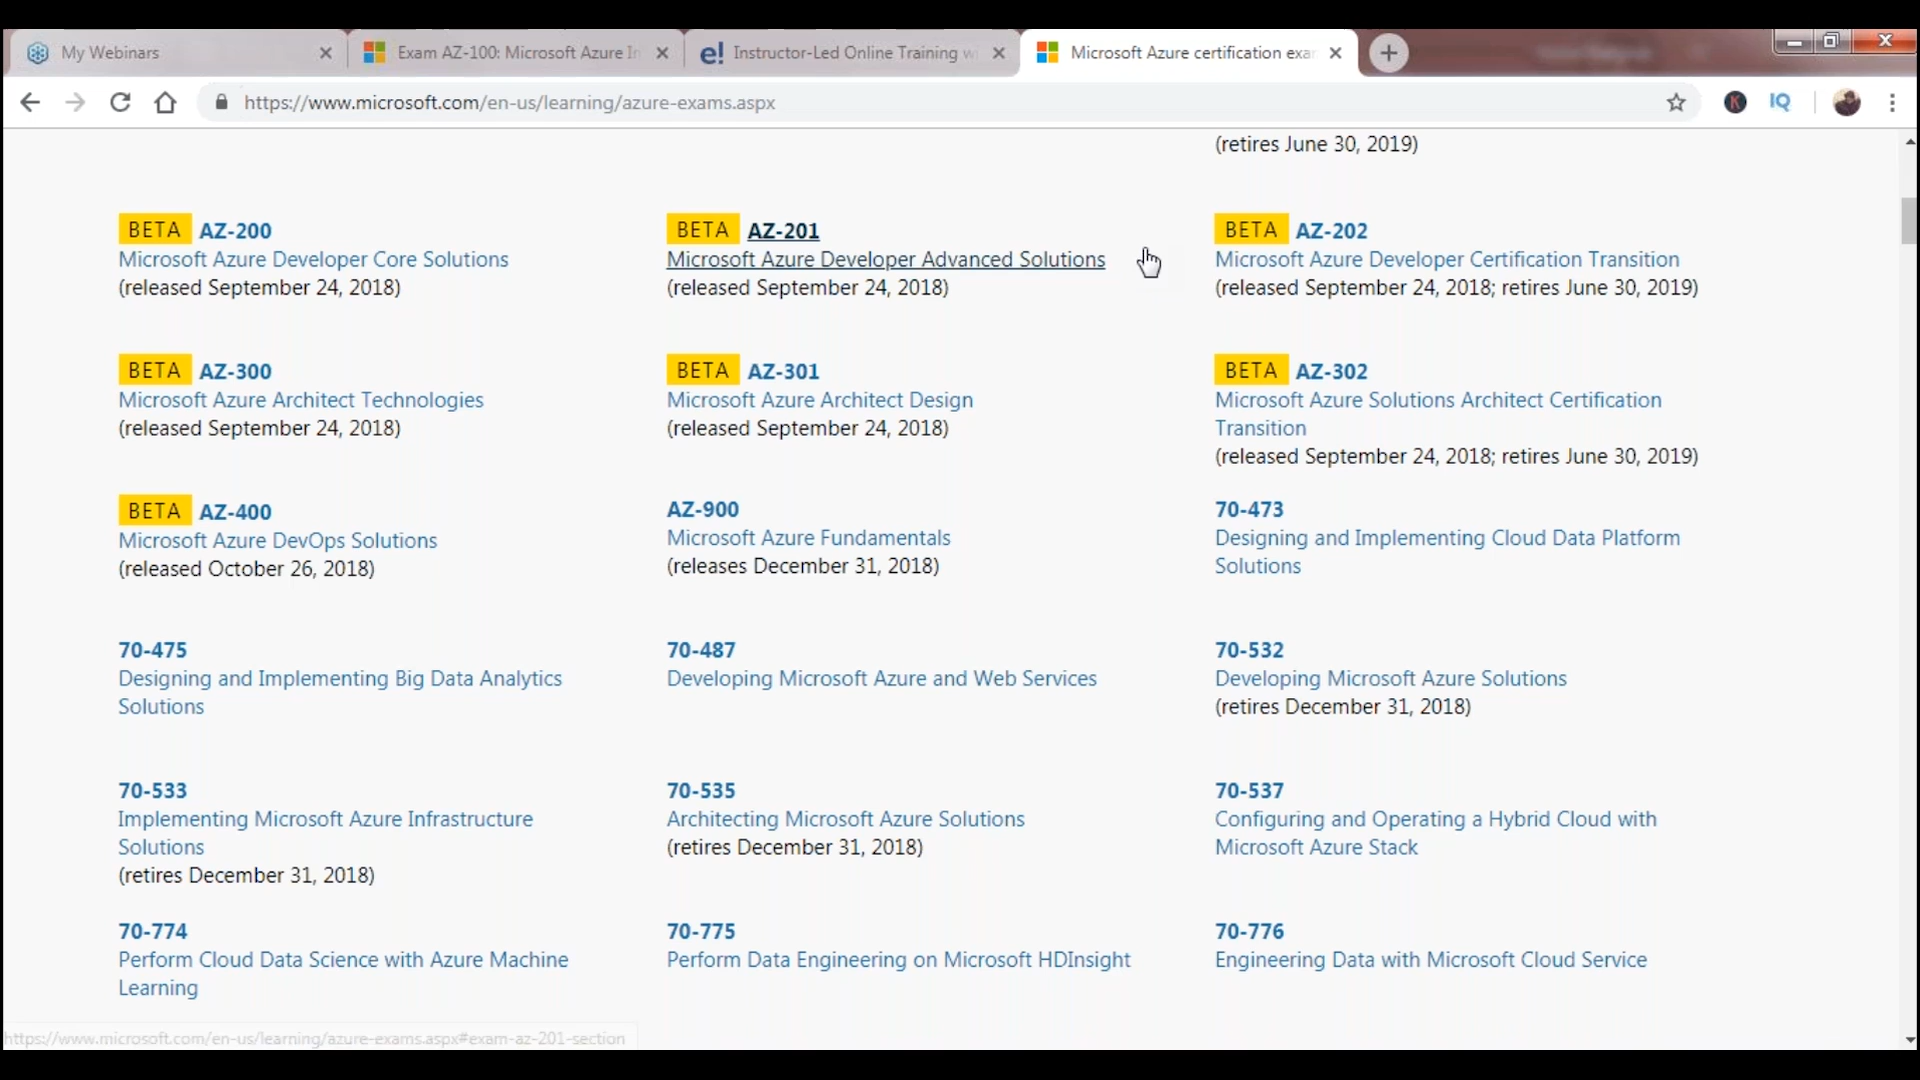 My Webinars
Exam AZ-100: Microsoft Azure In
e! Instructor-Led Online Training w
Microsoft Azure certification exa
https://www.microsoft.com/en-us/learning/azure-exams.aspx
K
IQ
(retires June 30, 2019)
BETA AZ-200
Microsoft Azure Developer Core Solutions
(released September 24, 2018)
BETA AZ-201
Microsoft Azure Developer Advanced Solutions
(released September 24, 2018)
BETA AZ-202
Microsoft Azure Developer Certification Transition
(released September 24, 2018; retires June 30, 2019)
BETA AZ-300
Microsoft Azure Architect Technologies
(released September 24, 2018)
BETA AZ-301
Microsoft Azure Architect Design
(released September 24, 2018)
BETA AZ-302
Microsoft Azure Solutions Architect Certification
Transition
(released September 24, 2018; retires June 30, 2019)
BETA AZ-400
Microsoft Azure DevOps Solutions
(released October 26, 2018)
AZ-900
Microsoft Azure Fundamentals
(releases December 31, 2018)
70-473
Designing and Implementing Cloud Data Platform
Solutions
70-475
Designing and Implementing Big Data Analytics
Solutions
70-487
Developing Microsoft Azure and Web Services
70-532
Developing Microsoft Azure Solutions
(retires December 31, 2018)
70-533
Implementing Microsoft Azure Infrastructure
Solutions
(retires December 31, 2018)
70-535
Architecting Microsoft Azure Solutions
(retires December 31, 2018)
70-537
Configuring and Operating a Hybrid Cloud with
Microsoft Azure Stack
70-774
Perform Cloud Data Science with Azure Machine
Learning
70-775
Perform Data Engineering on Microsoft HDInsight
70-776
Engineering Data with Microsoft Cloud Service
https://www.microsoft.com/en-us/learning/azure-exams.aspx#exam-az-201-section